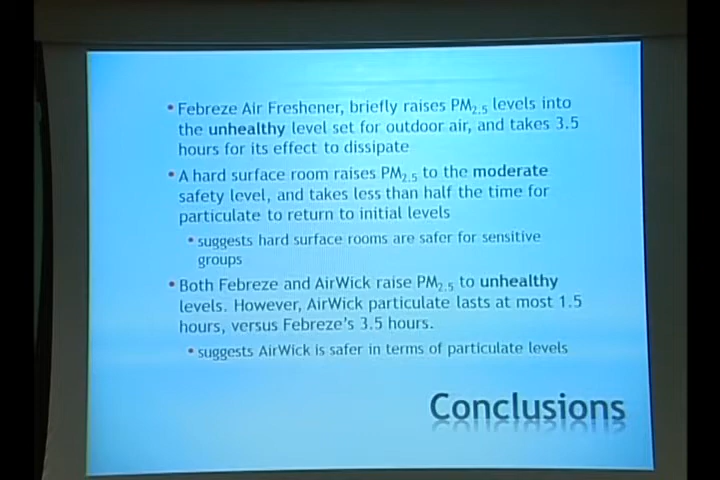 • Febreze Air Freshener, briefly raises PM2.5 levels into
the unhealthy level set for outdoor air, and takes 3.5
hours for its effect to dissipate
• A hard surface room raises PM2.5 to the moderate
safety level, and takes less than half the time for
particulate to return to initial levels
• suggests hard surface rooms are safer for sensitive
groups
• Both Febreze and AirWick raise PM2.5 to unhealthy
levels. However, AirWick particulate lasts at most 1.5
hours, versus Febreze's 3.5 hours.
• suggests AirWick is safer in terms of particulate levels
Conclusions